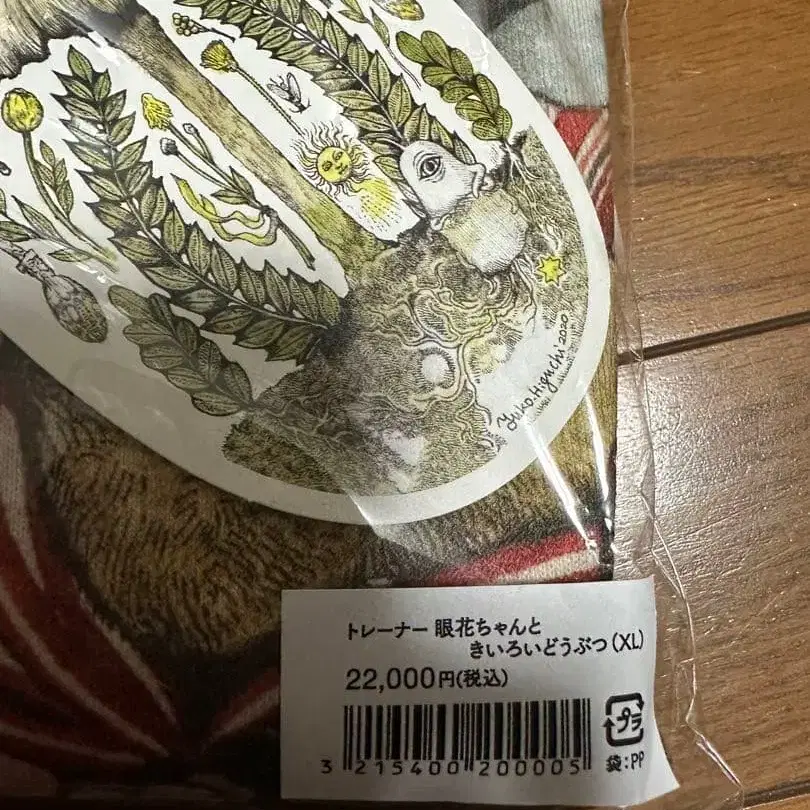 Yuko.Higuchi 2020
トレーナー 眼花ちゃんと
きいろいどうぶつ(XL)
22,000円(税込)
3 215400 200005
プラ
袋:PP